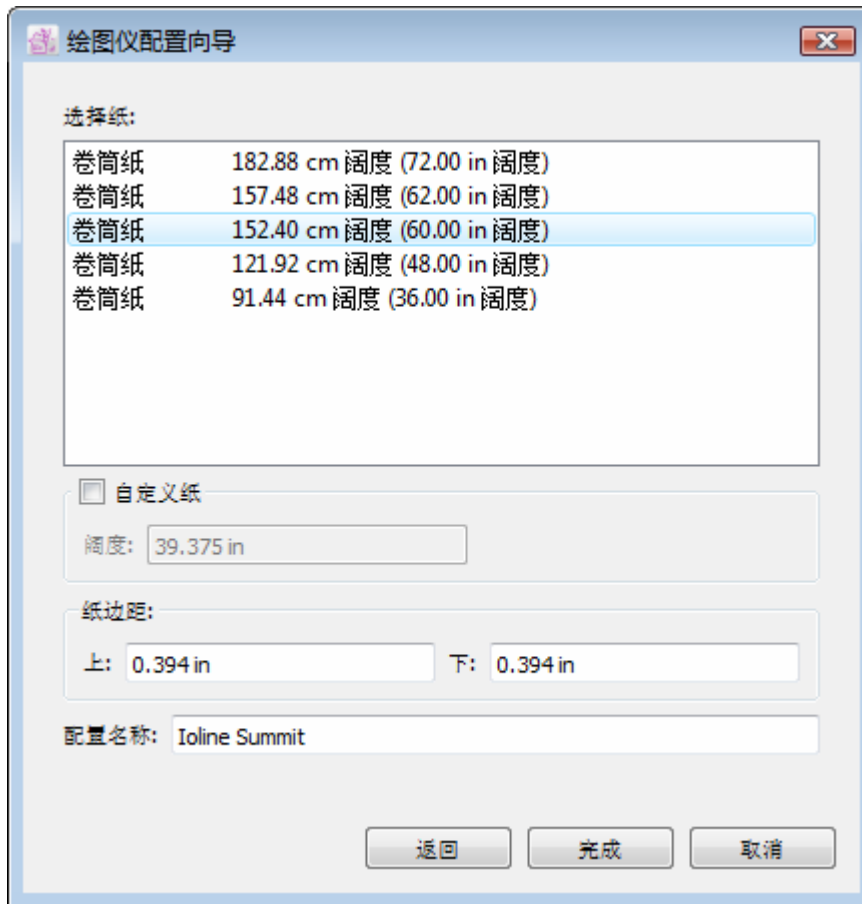 绘图仪配置向导
选择纸:
卷筒纸 182.88 cm 阔度 (72.00 in 阔度)
卷筒纸 157.48 cm 阔度 (62.00 in 阔度)
卷筒纸 152.40 cm 阔度 (60.00 in 阔度)
卷筒纸 121.92 cm 阔度 (48.00 in 阔度)
卷筒纸 91.44 cm 阔度 (36.00 in 阔度)
自定义纸
阔度: 39.375 in
纸边距:
上: 0.394 in 下: 0.394 in
配置名称: Ioline Summit
返回 完成 取消